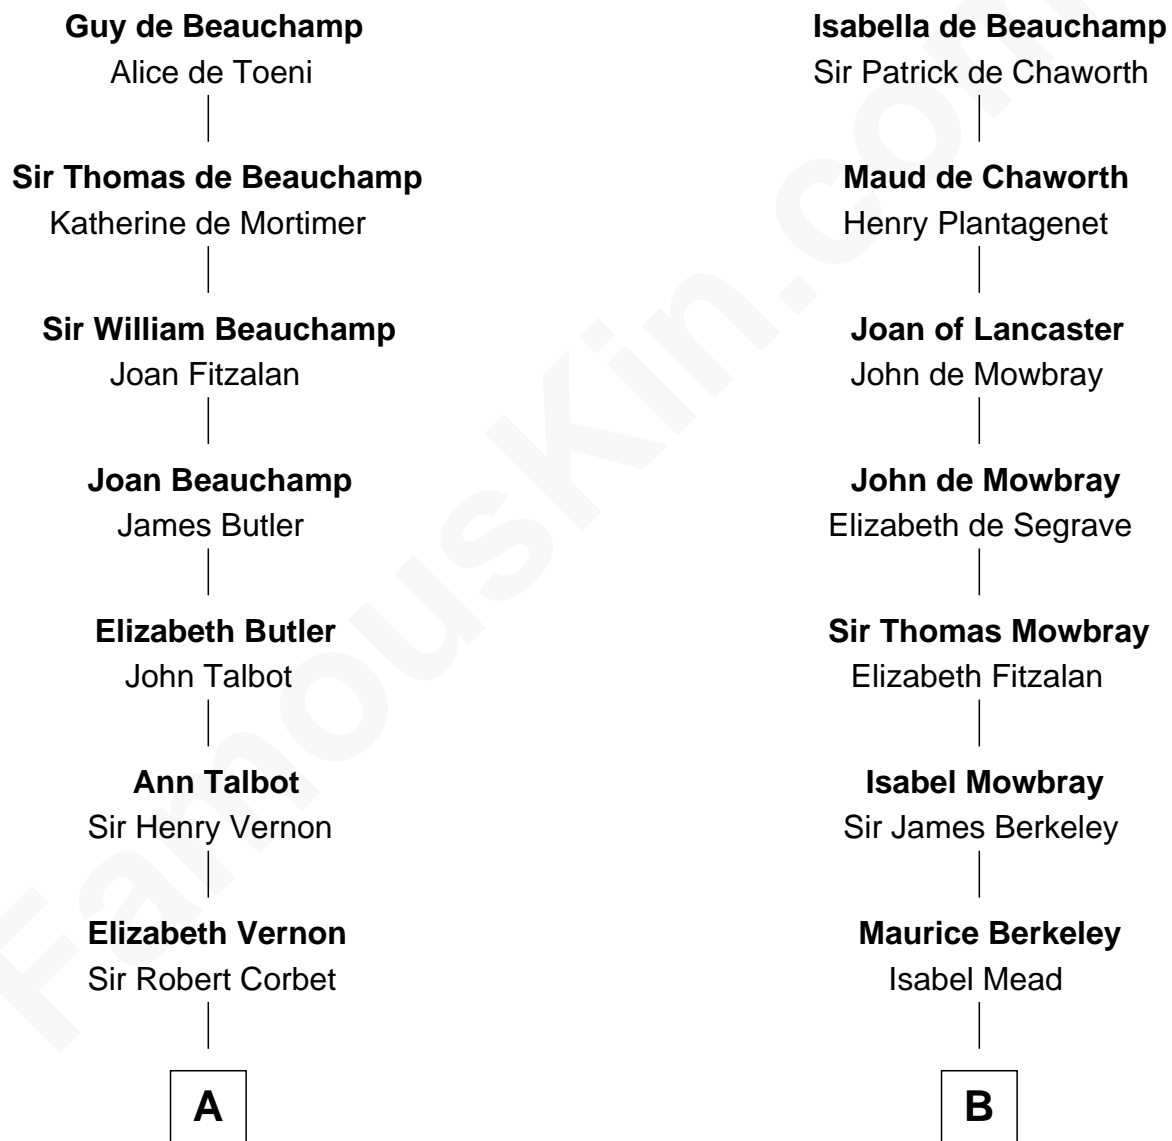 Guy de Beauchamp
Alice de Toeni
Sir Thomas de Beauchamp
Katherine de Mortimer
Sir William Beauchamp
Joan Fitzalan
Joan Beauchamp
James Butler
Elizabeth Butler
John Talbot
Ann Talbot
Sir Henry Vernon
Elizabeth Vernon
Sir Robert Corbet
A
Isabella de Beauchamp
Sir Patrick de Chaworth
Maud de Chaworth
Henry Plantagenet
Joan of Lancaster
John de Mowbray
John de Mowbray
Elizabeth de Segrave
Sir Thomas Mowbray
Elizabeth Fitzalan
Isabel Mowbray
Sir James Berkeley
Maurice Berkeley
Isabel Mead
B
FamousKin.com